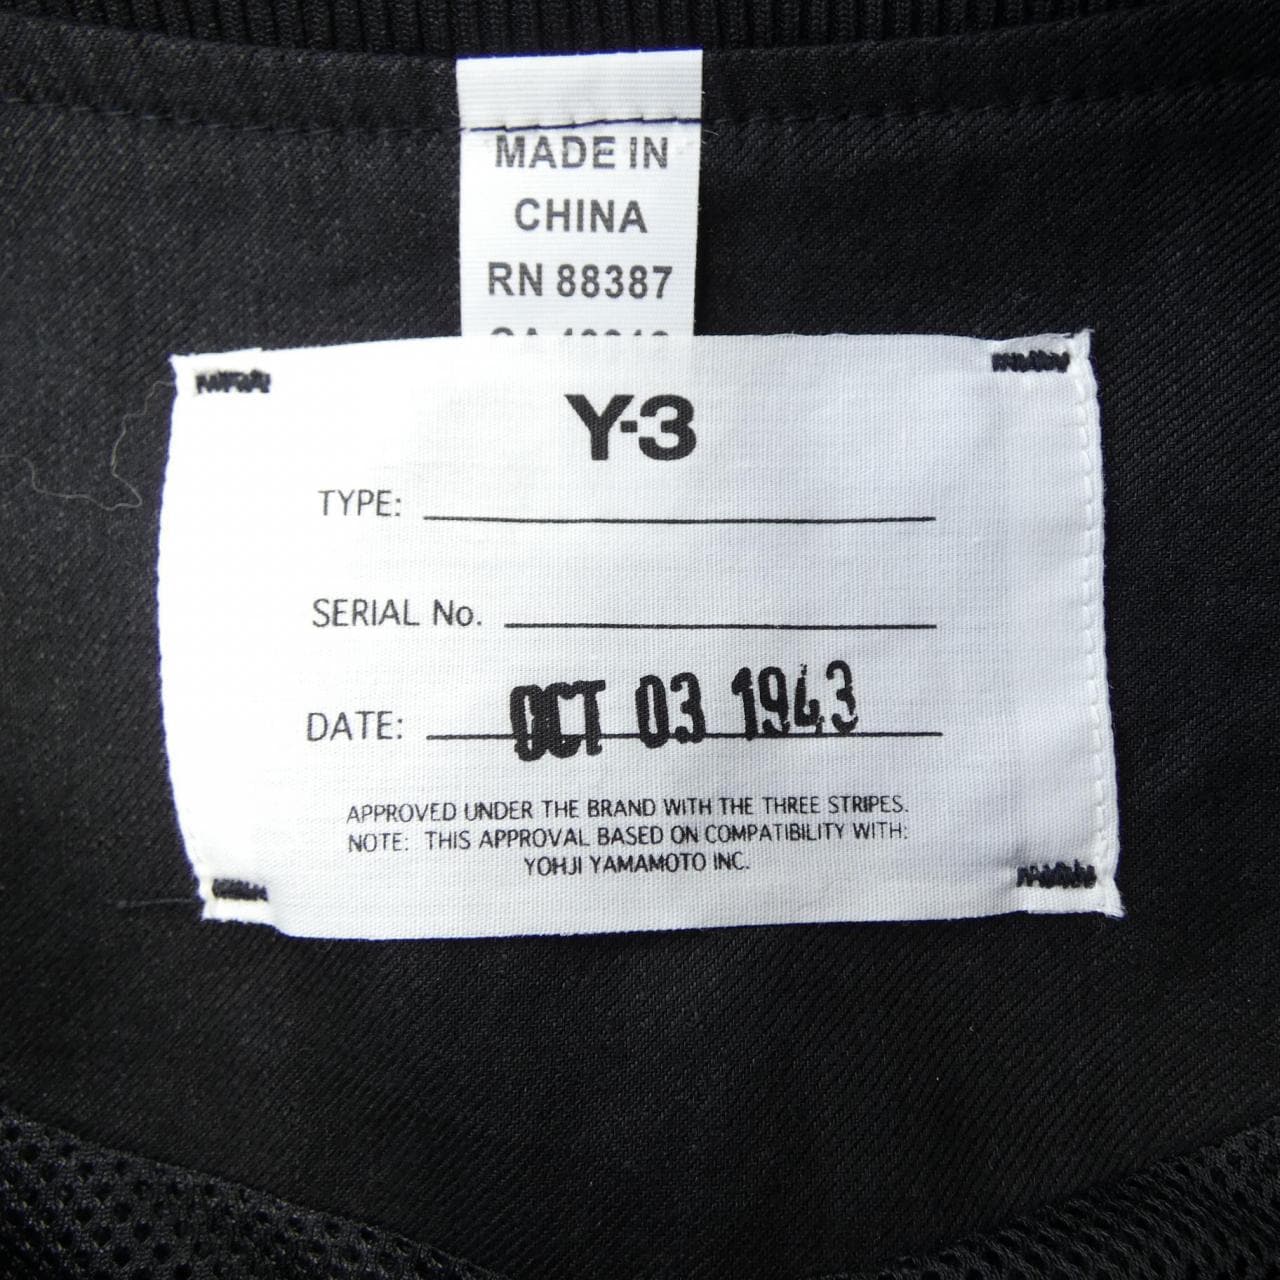 MADE IN
CHINA
RN 88387
Y-3
TYPE:
SERIAL No.
DATE: OCT 03 1943
APPROVED UNDER THE BRAND WITH THE THREE STRIPES.
NOTE: THIS APPROVAL BASED ON COMPATIBILITY WITH:
YOHJI YAMAMOTO INC.